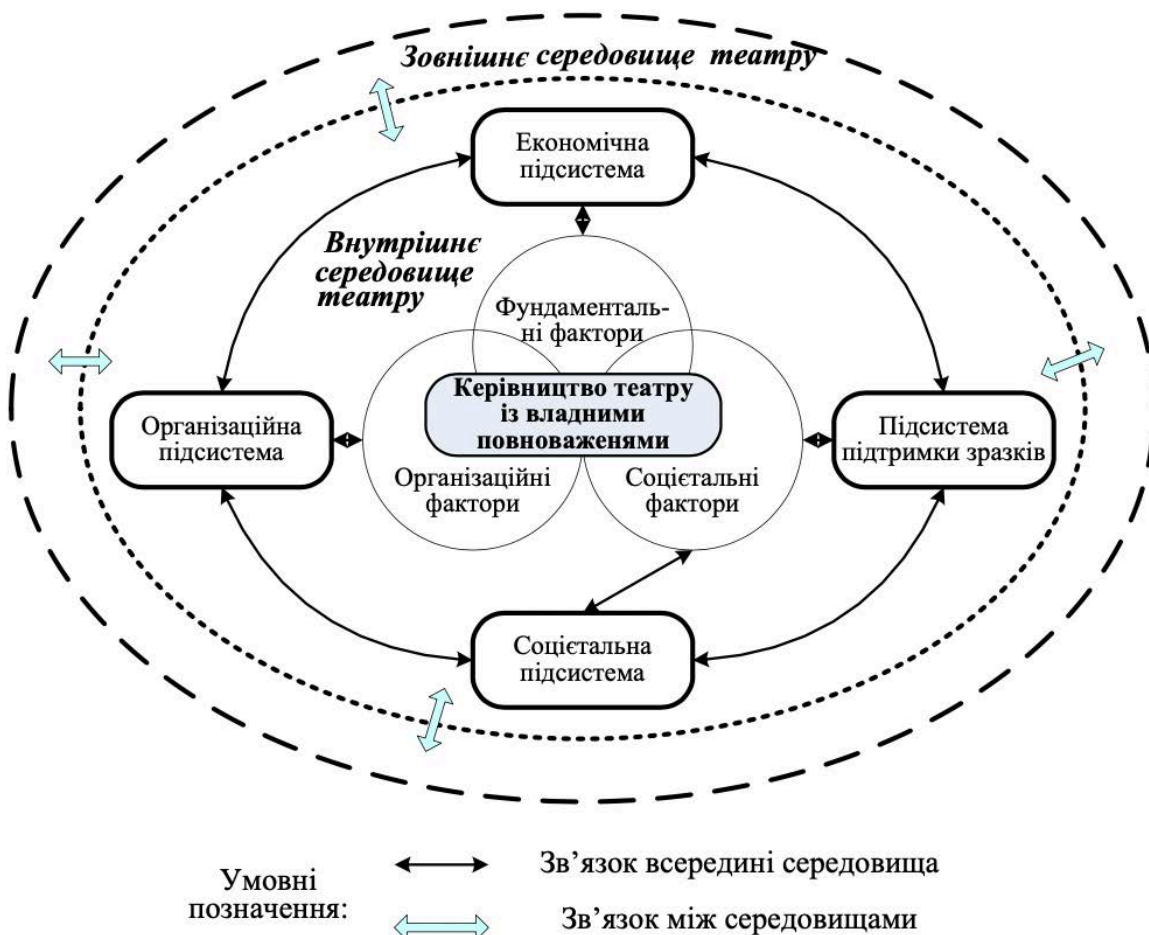 Зовнішнє середовище театру
Економічна
підсистема
Внутрішнє
середовище
театру
Фундаменталь-
ні фактори
Керівництво театру
із владними
повноваженями
Організаційна
підсистема
Підсистема
підтримки зразків
Організаційні
фактори
Соцієтальні
фактори
Соцієтальна
підсистема
Умовні
позначення:
Зв’язок всередині середовища
Зв’язок між середовищами